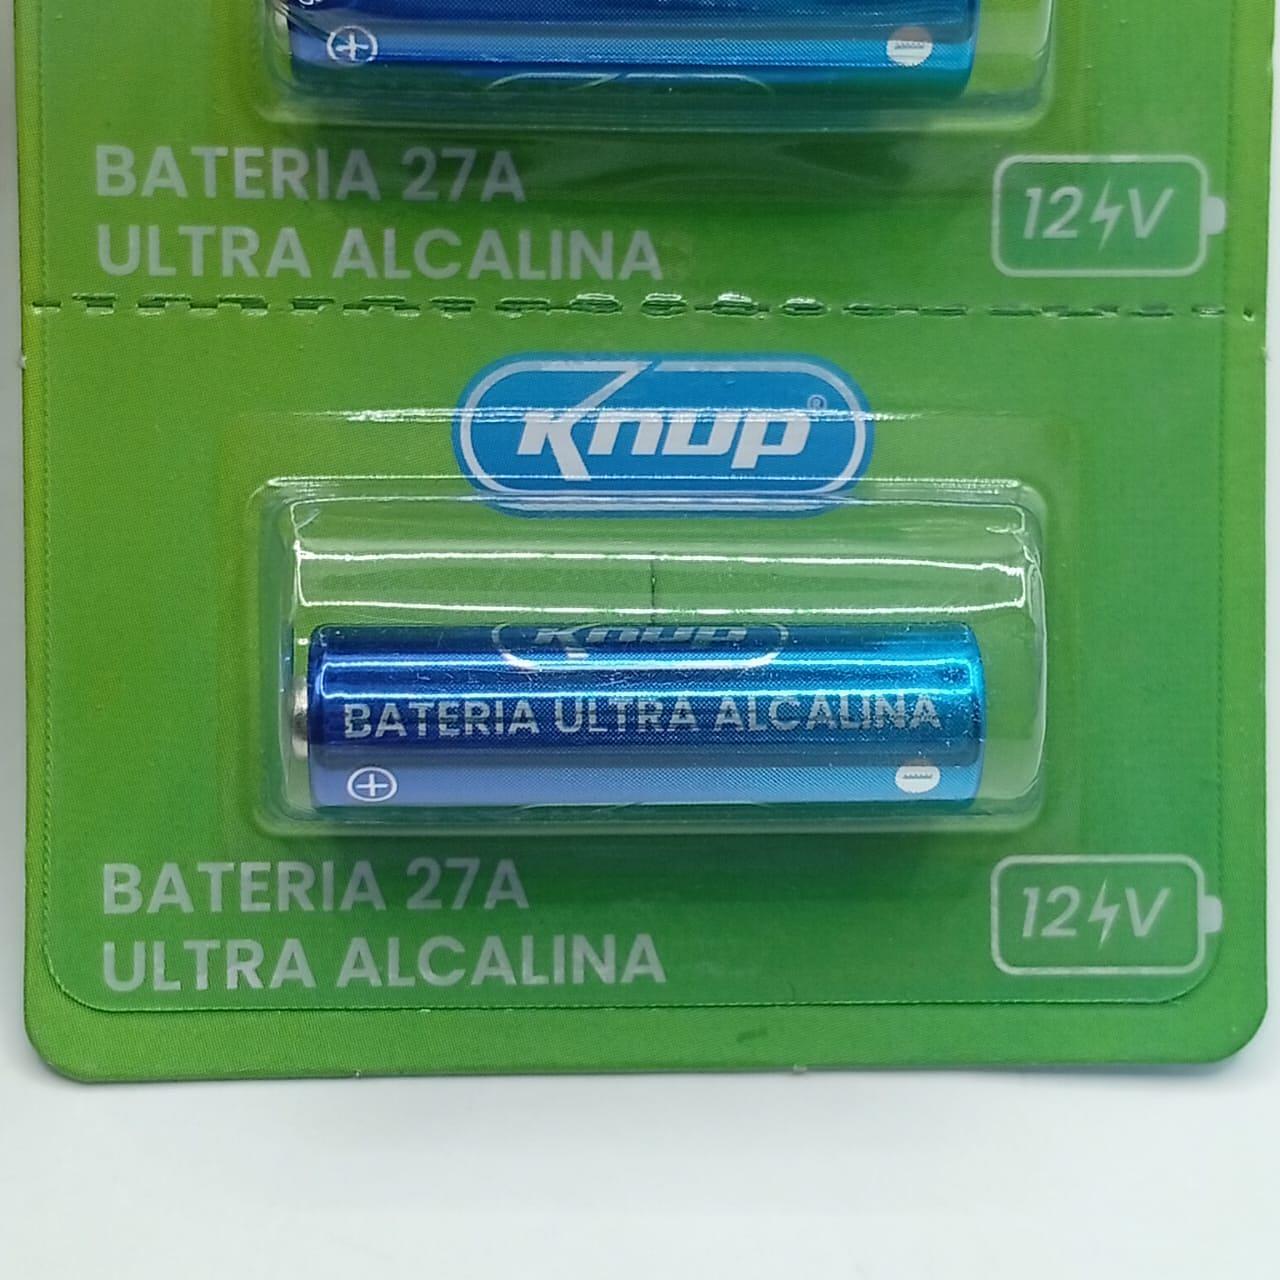 BATERIA 27A
ULTRA ALCALINA
12V
Knup®
Knup
BATERIA ULTRA ALCALINA
BATERIA 27A
ULTRA ALCALINA
12V